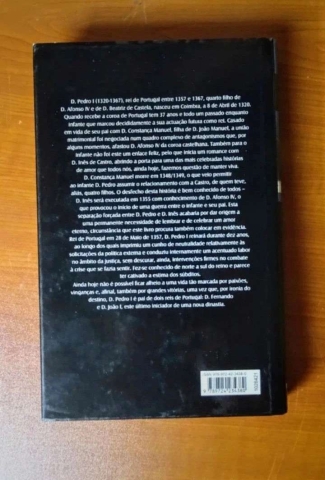 D. Pedro I (1320-1367), rei de Portugal entre 1357 e 1367, quarto filho de
D. Afonso IV e de D. Beatriz de Castela, nasceu em Coimbra, a 8 de Abril de 1320.
Quando recebe a coroa de Portugal tem 37 anos e todo um passado enquanto
infante que marcou decididamente a sua actuação futura como rei. Casado
em vida de seu pai com D. Constança Manuel, filha de D. João Manuel, a união
matrimonial foi negociada num quadro complexo de antagonismos que, por
alguns momentos, afastou D. Afonso IV da coroa castelhana. Também para o
infante não foi este um enlace feliz, pelo que inicia um romance com
D. Inês de Castro, abrindo a porta para uma das mais celebradas histórias
de amor que todos nós, ainda hoje, fazemos questão de manter viva.
D. Constança Manuel morre em 1348/1349, o que veio permitir
ao infante D. Pedro assumir o relacionamento com a Castro, de quem teve,
aliás, quatro filhos. O desfecho desta história é bem conhecido de todos –
D. Inês será executada em 1355 com conhecimento de D. Afonso IV, o
que provocou o início de uma guerra entre o infante e seu pai. Esta
separação forçada entre D. Pedro e D. Inês acabaria por dar origem a
uma eterna necessidade de lembrar e de celebrar um amor
eterno, circunstância que este livro procura também colocar em evidência.
Rei de Portugal em 28 de Maio de 1357, D. Pedro I reinará durante dez anos,
ao longo dos quais imprimiu um cunho de neutralidade relativamente às
solicitações da política externa e conduziu internamente um acentuado labor
no âmbito da justiça, sem descurar, ainda, intervenções firmes no combate
à crise que se fazia sentir. Fez-se conhecido de norte a sul do reino e parece
ter cativado a estima dos súbditos.
Ainda hoje não é possível ficar alheio a uma vida tão marcada por paixões,
vinganças e, afinal, também por grandes vitórias, uma vez que, por ironia do
destino, D. Pedro I é pai de dois reis de Portugal: D. Fernando
e D. João I, este último iniciador de uma nova dinastia.